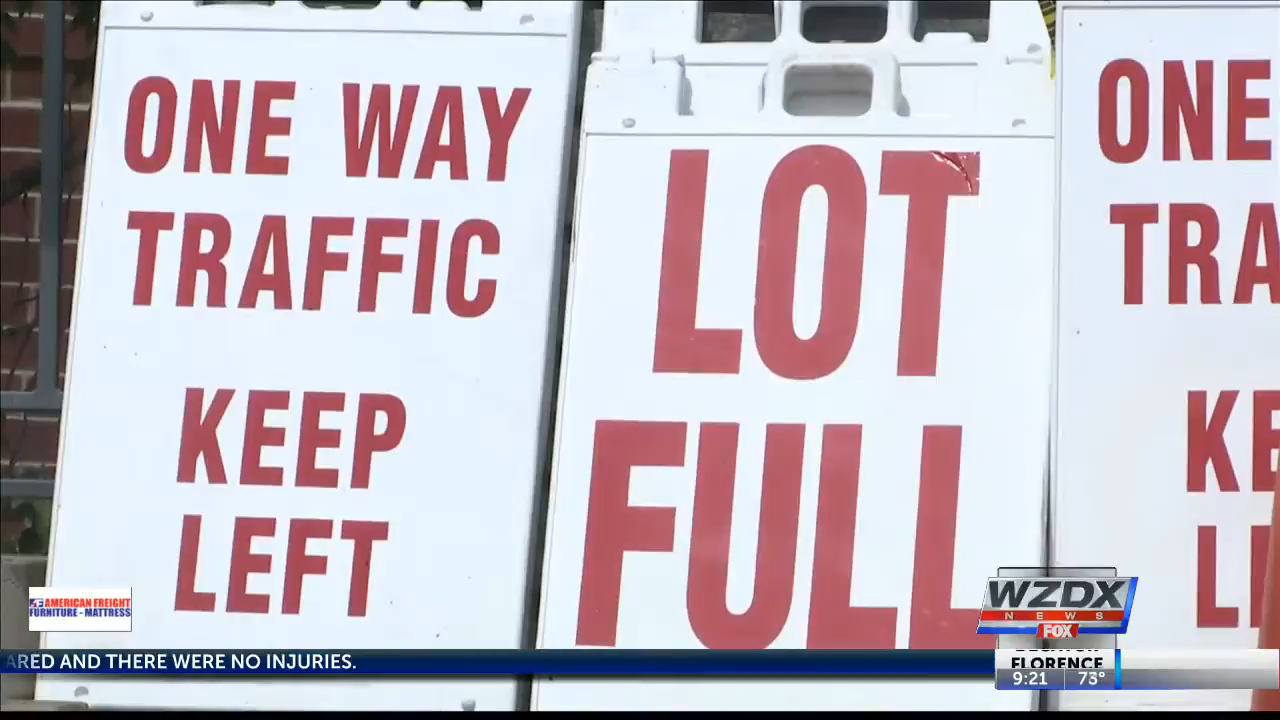 ONE WAY
TRAFFIC
KEEP
LEFT
LOT
FULL
ONE
TRA
KE
LE
AMERICAN FREIGHT
FURNITURE - MATTRESS
WZDX
NEWS
FOX
ARED AND THERE WERE NO INJURIES.
FLORENCE
9:21 73°